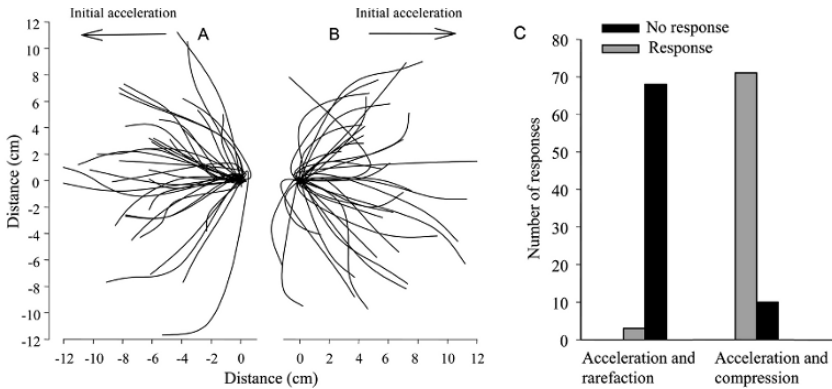 Initial acceleration
A
12
10
8
6
4
2
0
-2
-4
-6
-8
-10
-12
Distance (cm)
-12 -10 -8 -6 -4 -2 0
Initial acceleration
B
0 2 4 6 8 10 12
Distance (cm)
C
No response
Response
80
70
60
50
40
30
20
10
0
Number of responses
Acceleration and rarefaction
Acceleration and compression